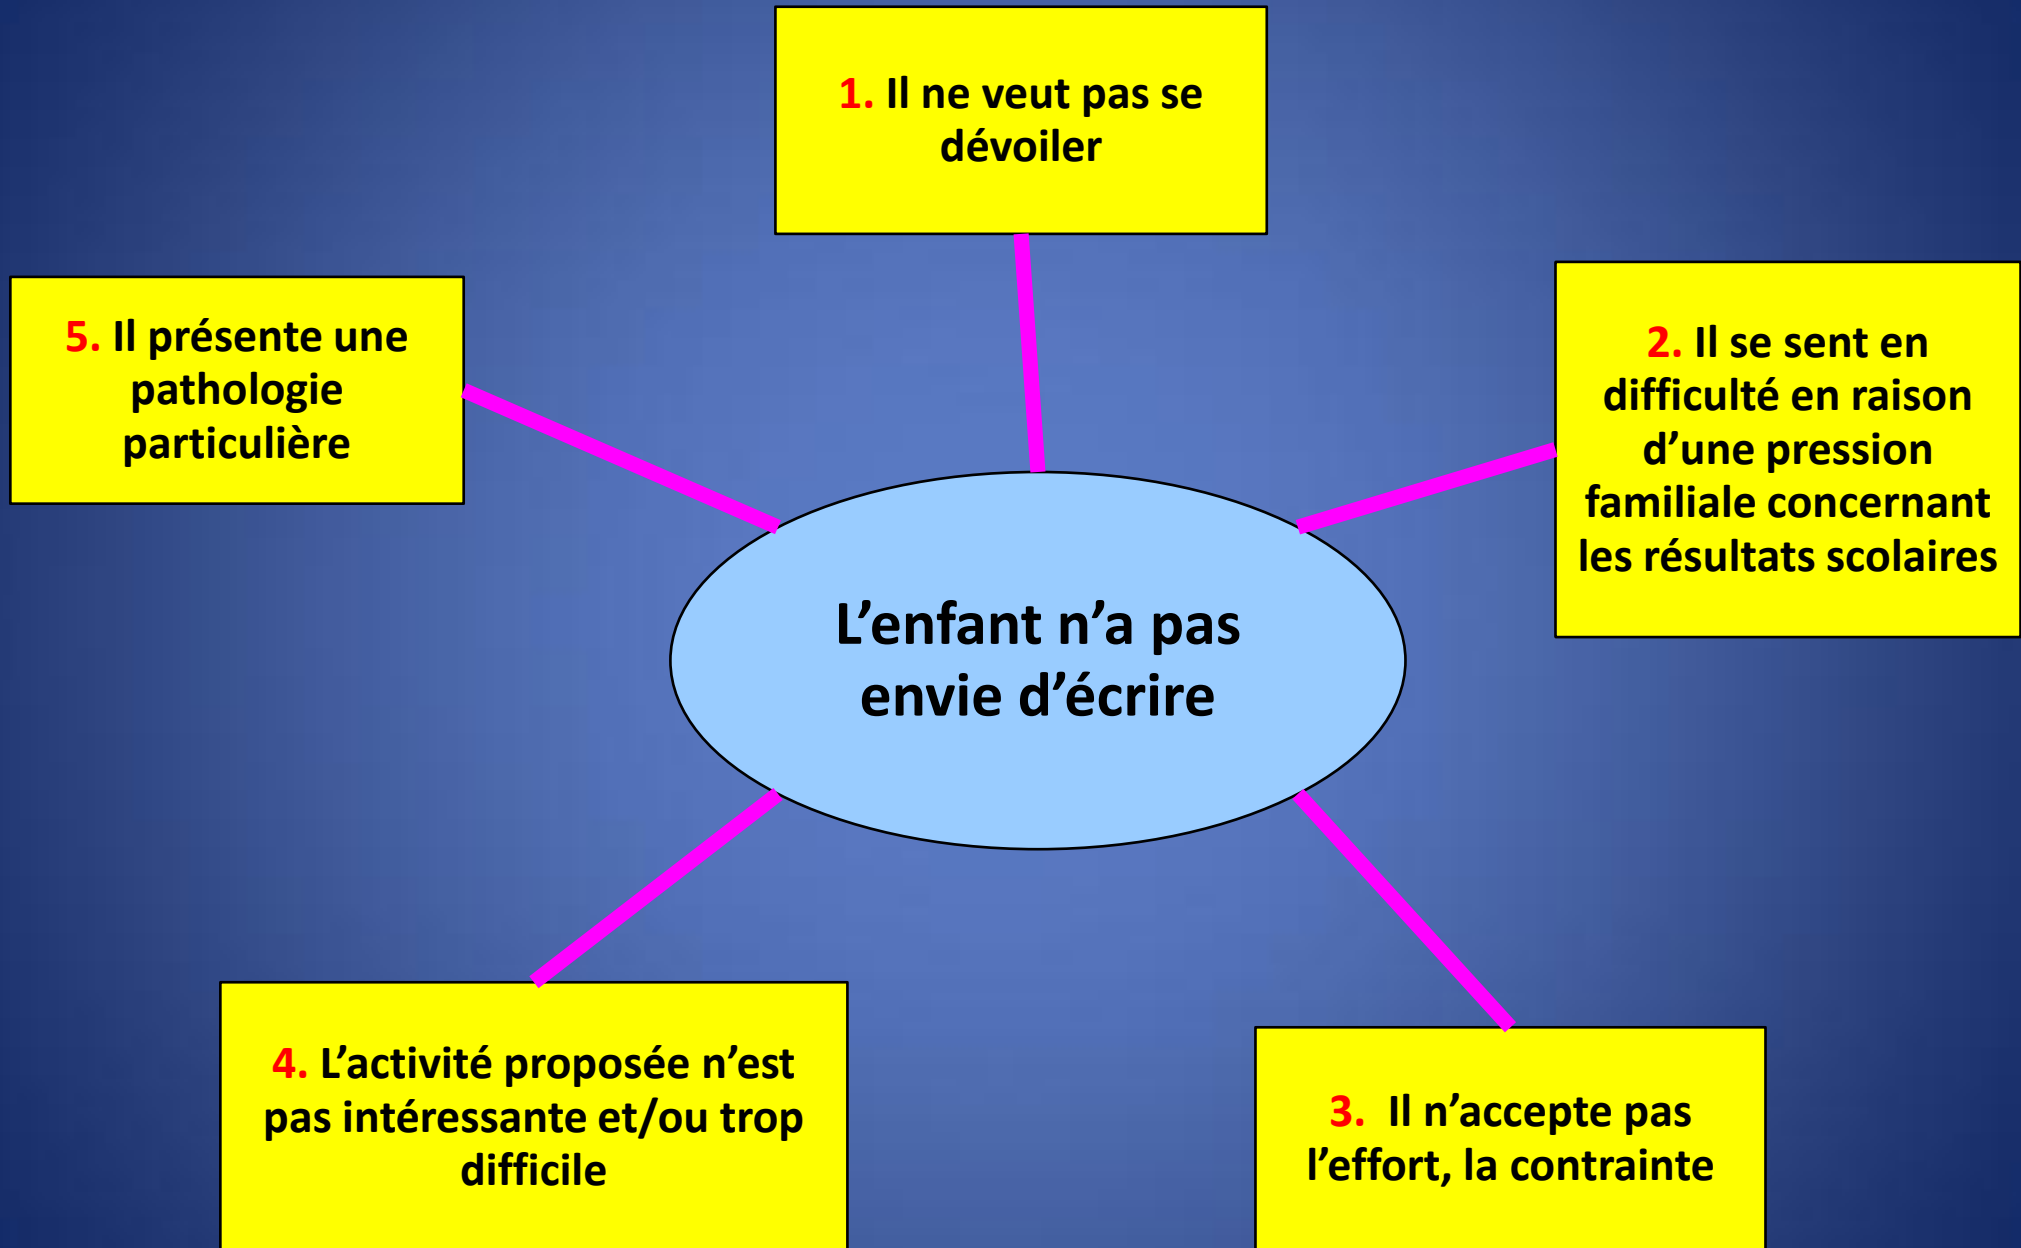 1. Il ne veut pas se
dévoiler
2. Il se sent en
difficulté en raison
d’une pression
familiale concernant
les résultats scolaires
5. Il présente une
pathologie
particulière
L’enfant n’a pas
envie d’écrire
4. L’activité proposée n’est
pas intéressante et/ou trop
difficile
3. Il n’accepte pas
l’effort, la contrainte